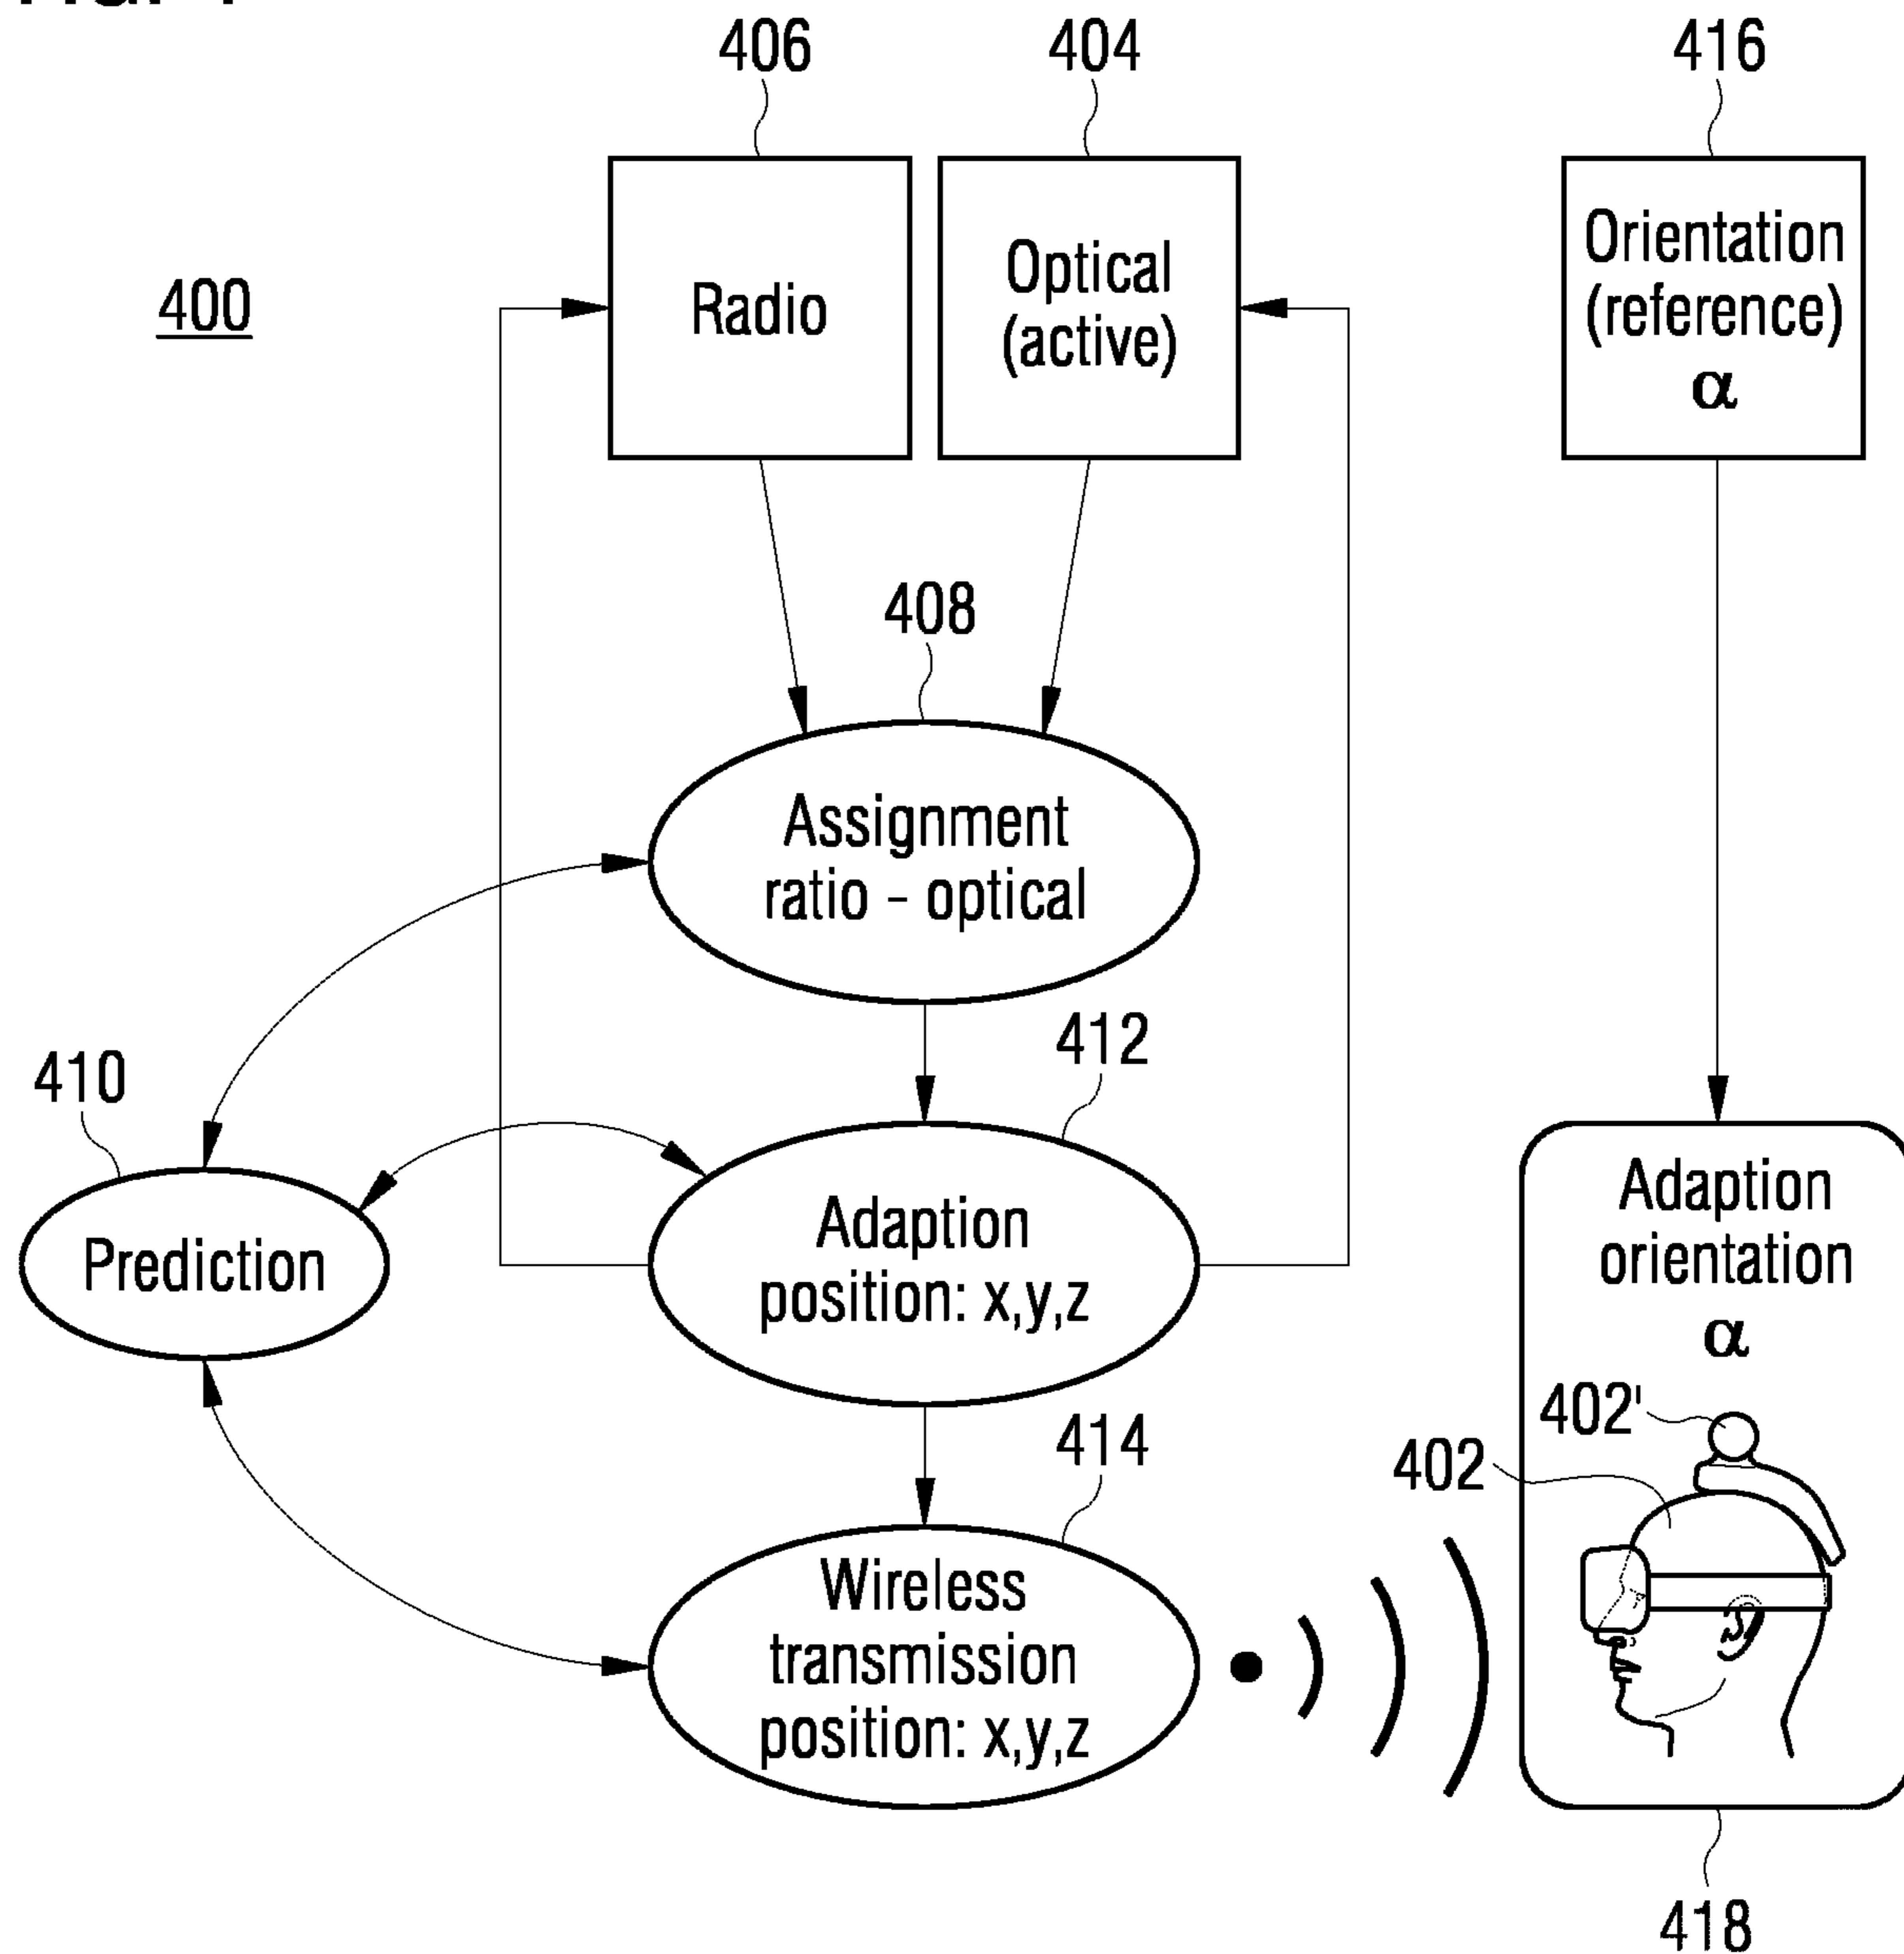 406
404
416
400
Radio
Optical
(active)
Orientation
(reference)
α
408
Assignment
ratio - optical
410
412
Prediction
Adaption
position: x,y,z
Adaption
orientation
α
402'
402
414
Wireless
transmission
position: x,y,z
418